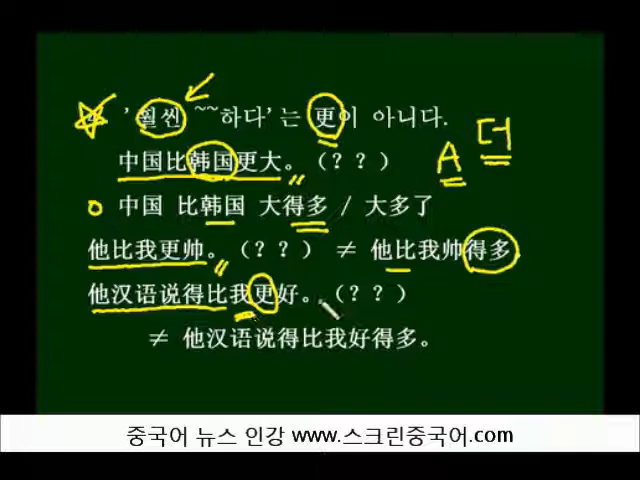 '훨씬 ~~하다'는 更이 아니다.
더
A
中国比韩国更大。(??)
中国 比韩国 大得多 / 大多了
他比我更帅。(??) ≠ 他比我帅得多.
他汉语说得比我更好。(??)
≠ 他汉语说得比我好得多。
중국어 뉴스 인강 www.스크린중국어.com